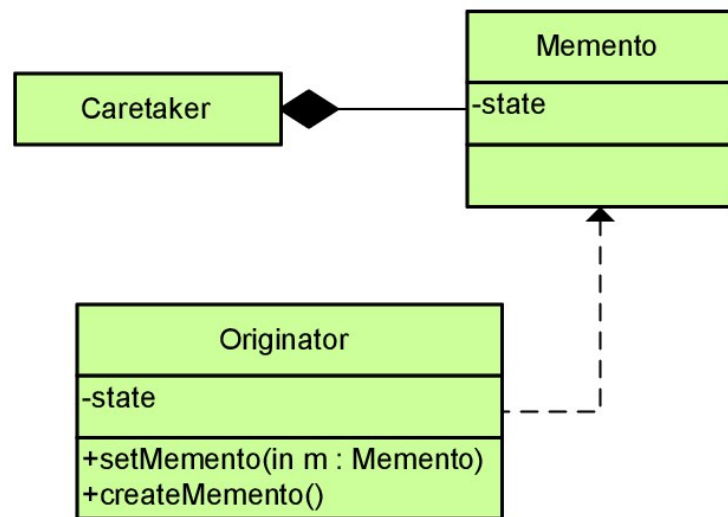 Memento
Caretaker
-state
Originator
-state
+setMemento(in m : Memento)
+createMemento()